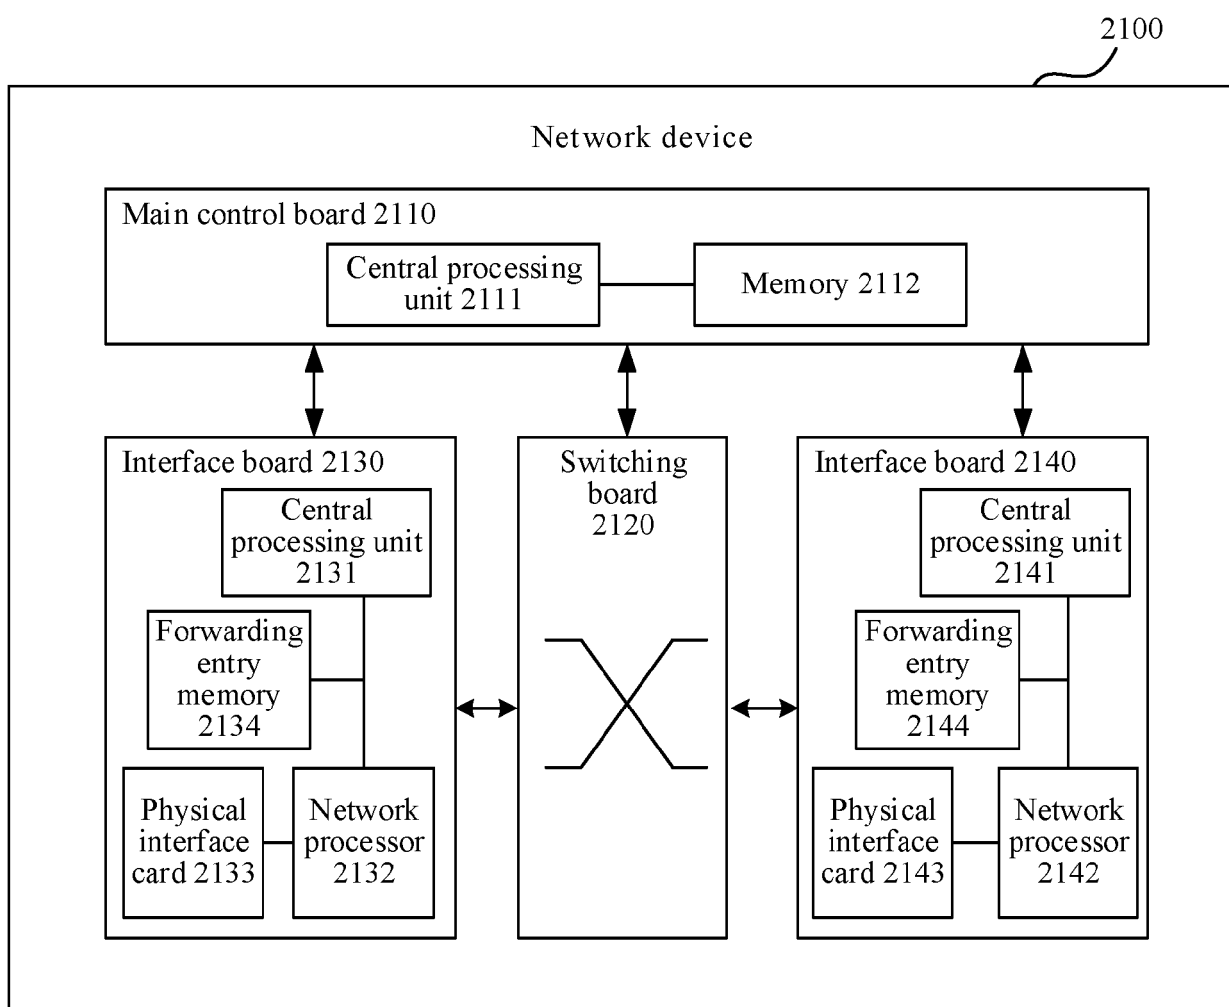 2100
Network device
Main control board 2110
Central processing
unit 2111
Memory 2112
Interface board 2130
Central
processing unit
2131
Forwarding
entry
memory
2134
Physical
interface
card 2133
Network
processor
2132
Switching
board
2120
Interface board 2140
Central
processing unit
2141
Forwarding
entry
memory
2144
Physical
interface
card 2143
Network
processor
2142